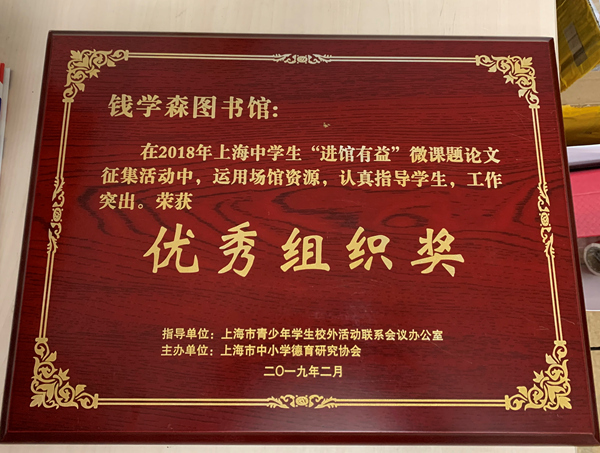 钱学森图书馆:
在2018年上海中学生“进馆有益”微课题论文
征集活动中，运用场馆资源，认真指导学生，工作
突出。荣获
优秀组织奖
指导单位：上海市青少年学生校外活动联系会议办公室
主办单位：上海市中小学德育研究协会
二〇一九年二月